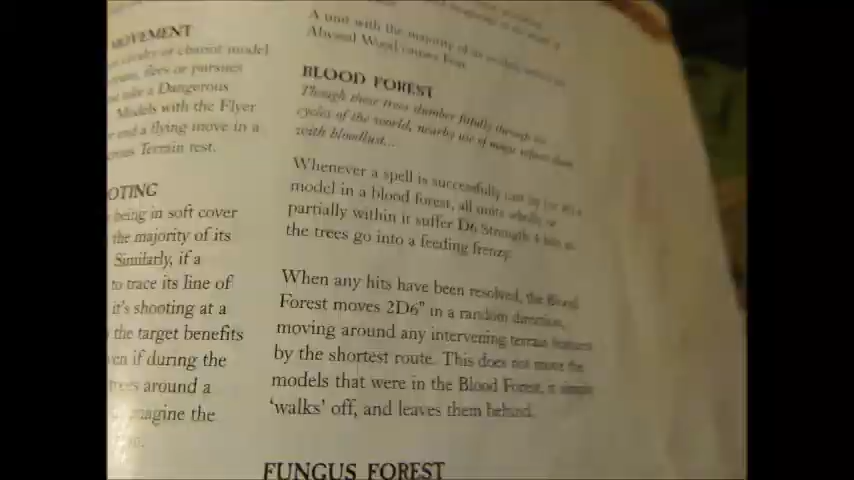 MOVEMENT
cavalry or chariot model
flees or pursues
take a Dangerous
Models with the Flyer
and a flying move in a
Terrain test.
OTING
being in soft cover
the majority of its
Similarly, if a
to trace its line of
it's shooting at a
the target benefits
if during the
trees around a
imagine the
A unit with the majority of its
Abyssal Wood causes Fear.
BLOOD FOREST
Though these trees slumber fitfully through the
cycles of the world, nearby use of magic
with bloodlust...
Whenever a spell is successfully cast
model in a blood forest, all units wholly or
partially within it suffer D6 Strength 4 hits as
the trees go into a feeding frenzy.
When any hits have been resolved, the Blood
Forest moves 2D6" in a random direction,
moving around any intervening terrain features
by the shortest route. This does not move the
models that were in the Blood Forest, it simply
'walks' off, and leaves them behind.
FUNGUS FOREST